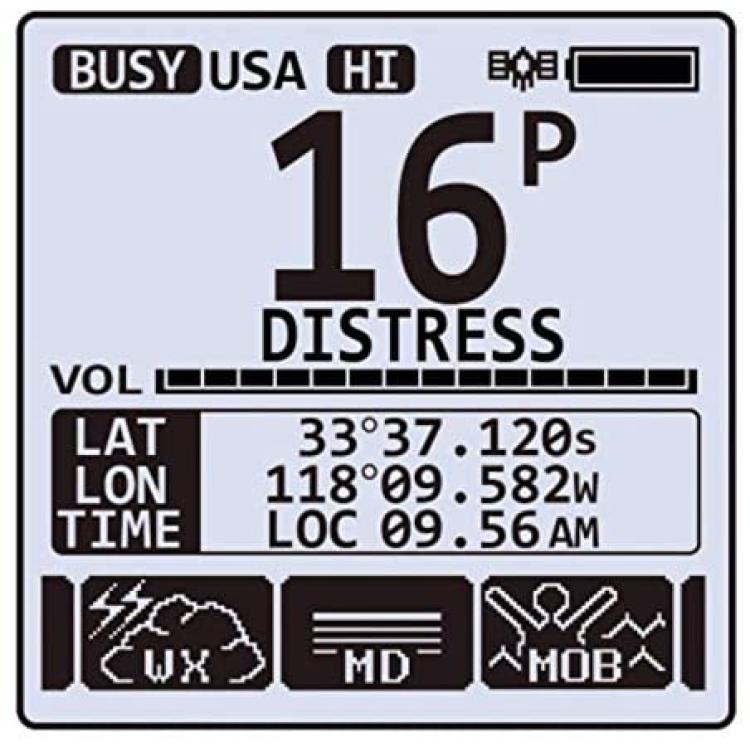 BUSY USA HI
16P
DISTRESS
VOL
LAT 33°37.120s
LON 118°09.582W
TIME LOC 09.56 AM
WX MD MOB